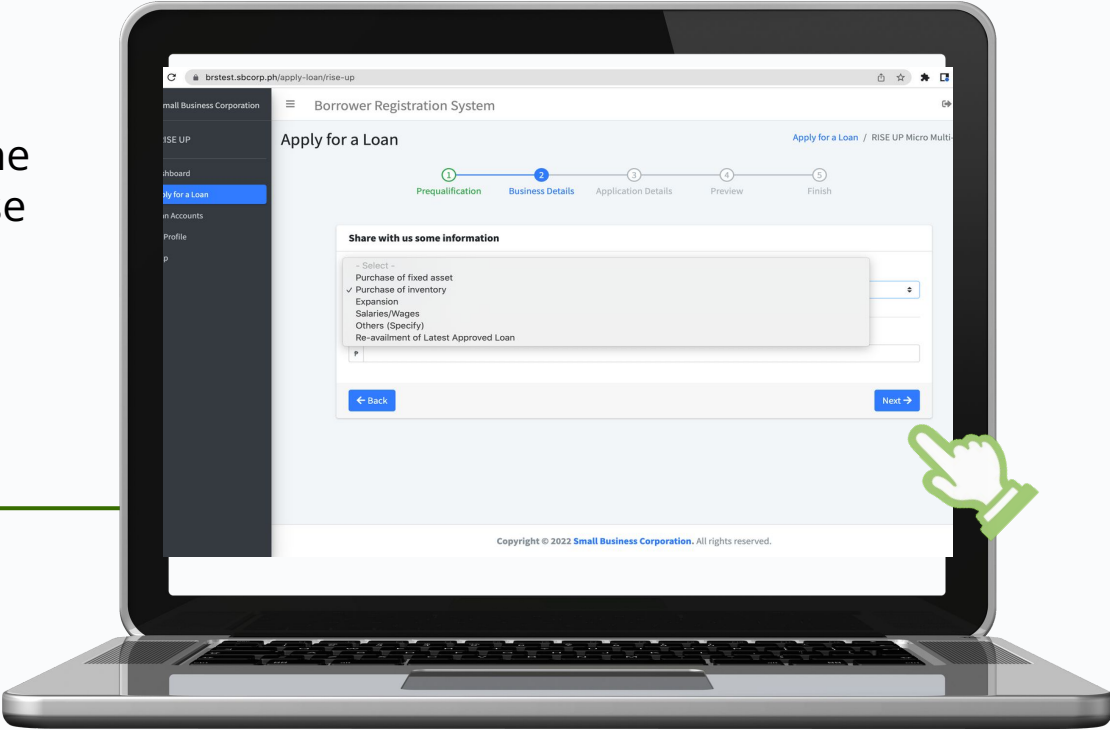 ne
se
brstest.sbcorp.ph/apply-loan/rise-up
mall Business Corporation
Borrower Registration System
ISE UP
Apply for a Loan
Apply for a Loan / RISE UP Micro Multi-
shboard
ply for a Loan
an Accounts
Profile
p
1
2
3
4
5
Prequalification
Business Details
Application Details
Preview
Finish
Share with us some information
– Select –
Purchase of fixed asset
✓ Purchase of inventory
Expansion
Salaries/Wages
Others (Specify)
Re-availment of Latest Approved Loan
₱
← Back
Next →
Copyright © 2022 Small Business Corporation. All rights reserved.